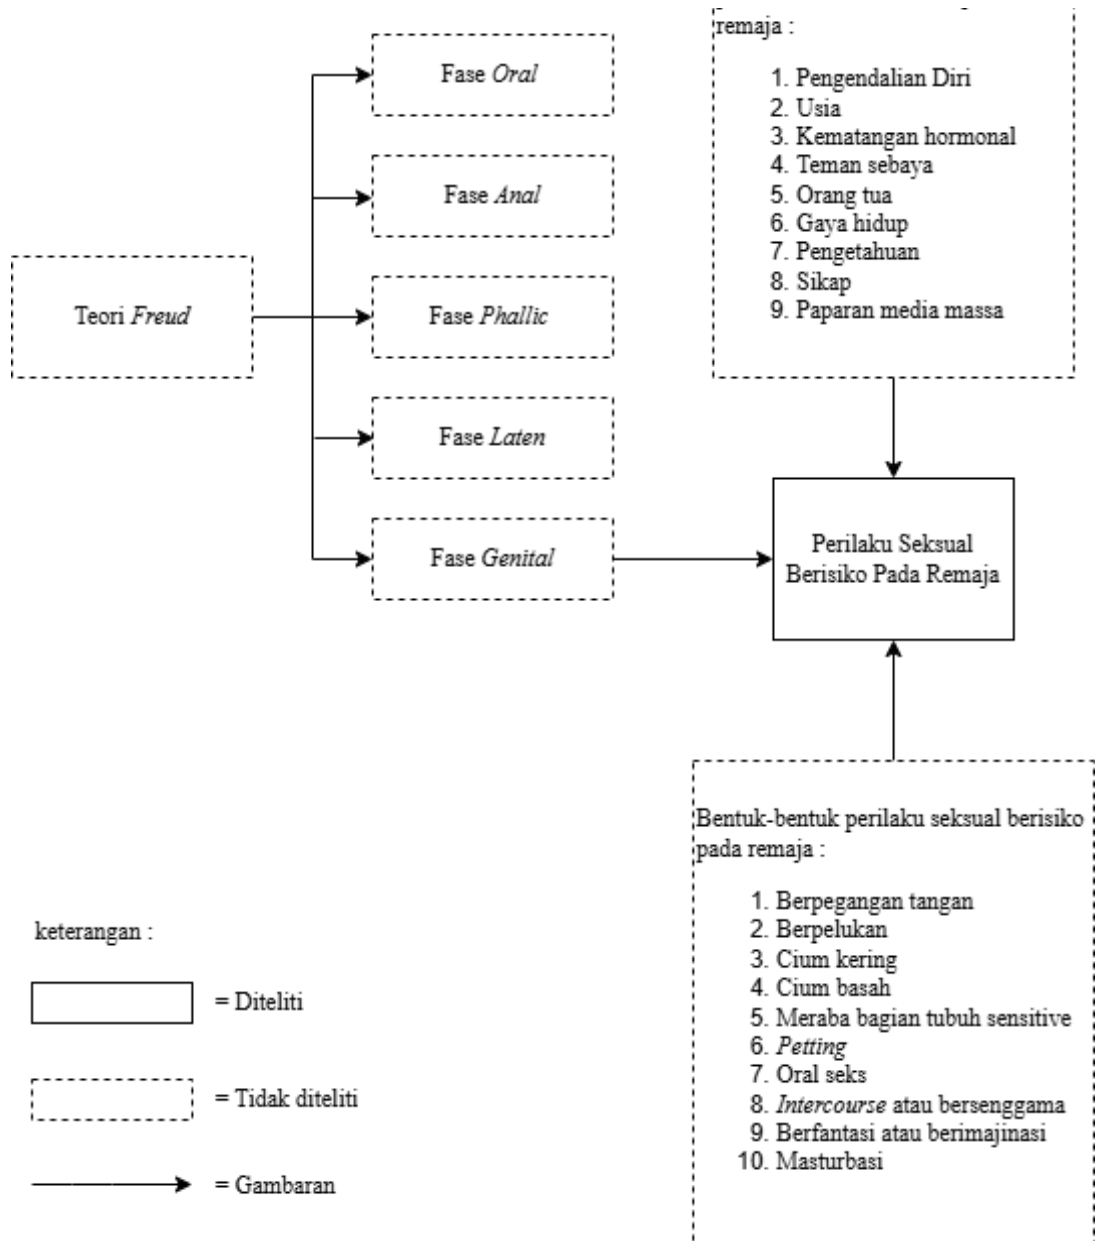 Teori Freud
Fase Oral
Fase Anal
Fase Phallic
Fase Laten
Fase Genital
remaja :
1. Pengendalian Diri
2. Usia
3. Kematangan hormonal
4. Teman sebaya
5. Orang tua
6. Gaya hidup
7. Pengetahuan
8. Sikap
9. Paparan media massa
Perilaku Seksual
Berisiko Pada Remaja
Bentuk-bentuk perilaku seksual berisiko
pada remaja :
1. Berpegangan tangan
2. Berpelukan
3. Cium kering
4. Cium basah
5. Meraba bagian tubuh sensitive
6. Petting
7. Oral seks
8. Intercourse atau bersenggama
9. Berfantasi atau berimajinasi
10. Masturbasi
keterangan :
= Diteliti
= Tidak diteliti
= Gambaran